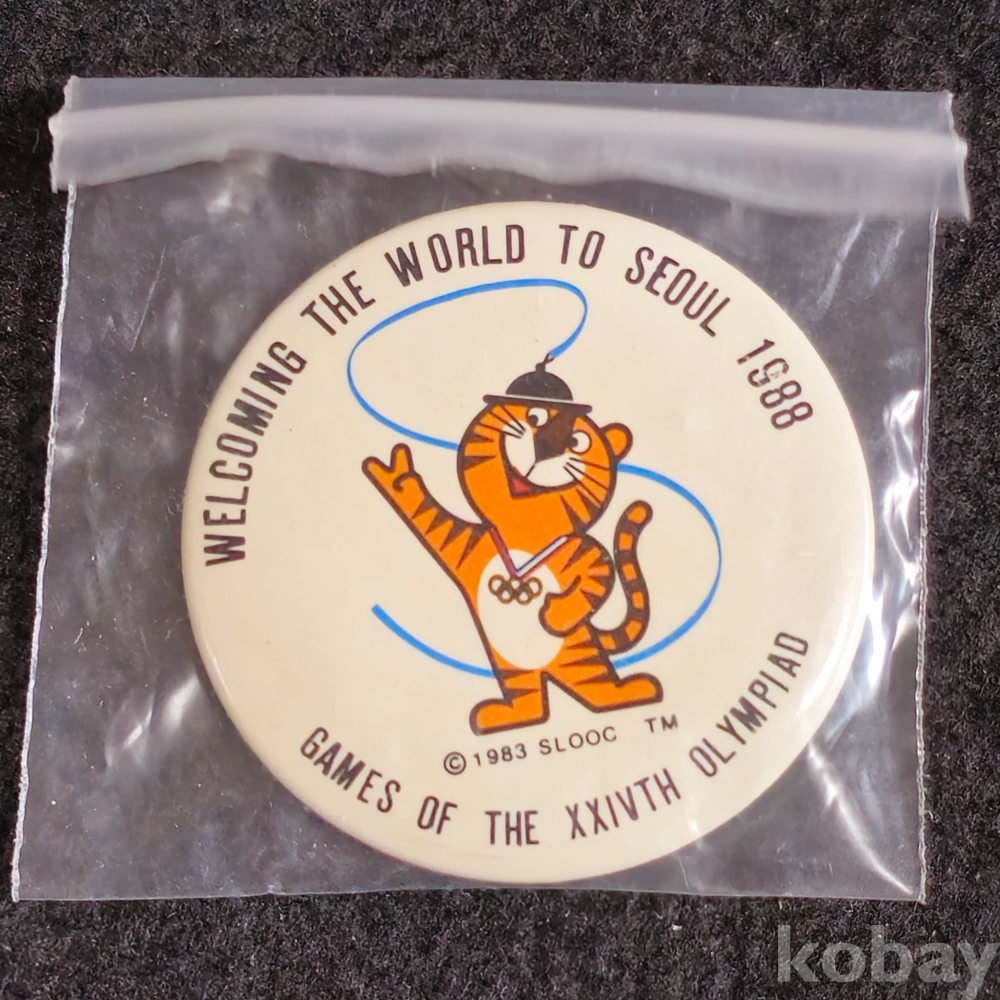 WELCOMING THE WORLD TO SEOUL 1988
© 1983 SLOOC TM
GAMES OF THE XXIVTH OLYMPIAD
kobay